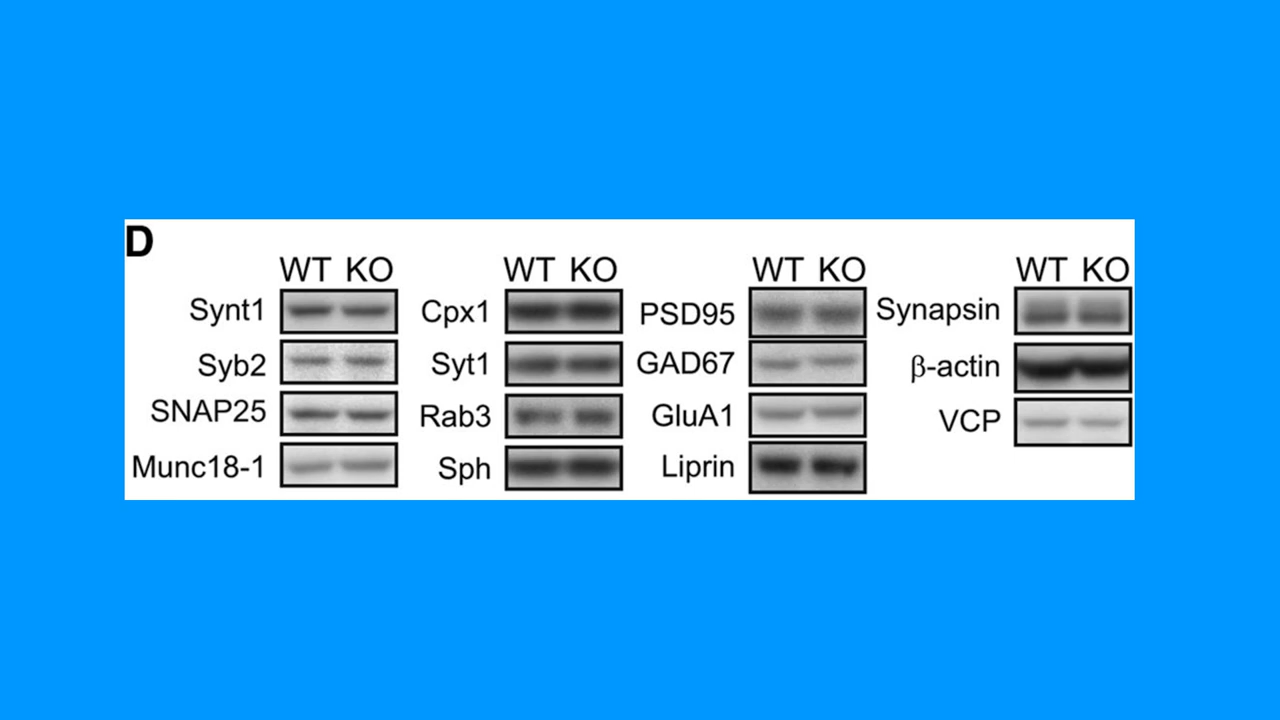 D
WT KO
Synt1
Syb2
SNAP25
Munc18-1
WT KO
Cpx1
Syt1
Rab3
Sph
WT KO
PSD95
GAD67
GluA1
Liprin
WT KO
Synapsin
β-actin
VCP